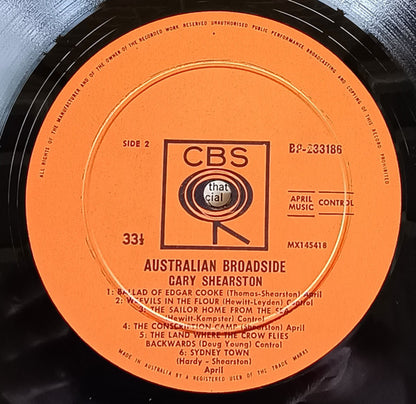 ALL RIGHTS OF THE MANUFACTURER AND OF THE OWNER OF THE RECORDED WORK RESERVED UNAUTHORISED PUBLIC PERFORMANCE BROADCASTING AND COPYING OF THIS RECORD PROHIBITED
SIDE 2
CBS
BP-233186
that
cial
APRIL MUSIC
CONTROL
33⅓
MX145418
AUSTRALIAN BROADSIDE
GARY SHEARSTON
1: BALLAD OF EDGAR COOKE (Thomas-Shearston) April
2: WEEVILS IN THE FLOUR (Hewitt-Leyden) Control
3: THE SAILOR HOME FROM THE SEA
(Hewitt-Kempster) Control
4: THE CONSCRIPTION CAMP (Shearston) April
5: THE LAND WHERE THE CROW FLIES
BACKWARDS (Doug Young) Control
6: SYDNEY TOWN
(Hardy - Shearston)
April
MADE IN AUSTRALIA BY A REGISTERED USER OF THE TRADE MARKS